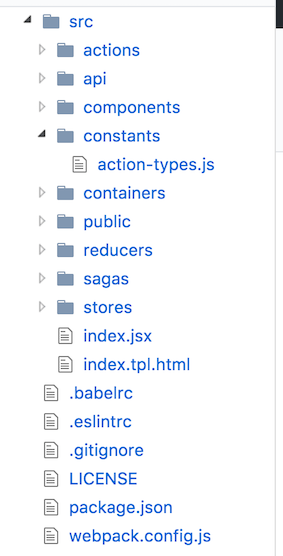 src
actions
api
components
constants
action-types.js
containers
public
reducers
sagas
stores
index.jsx
index.tpl.html
.babelrc
.eslintrc
.gitignore
LICENSE
package.json
webpack.config.js